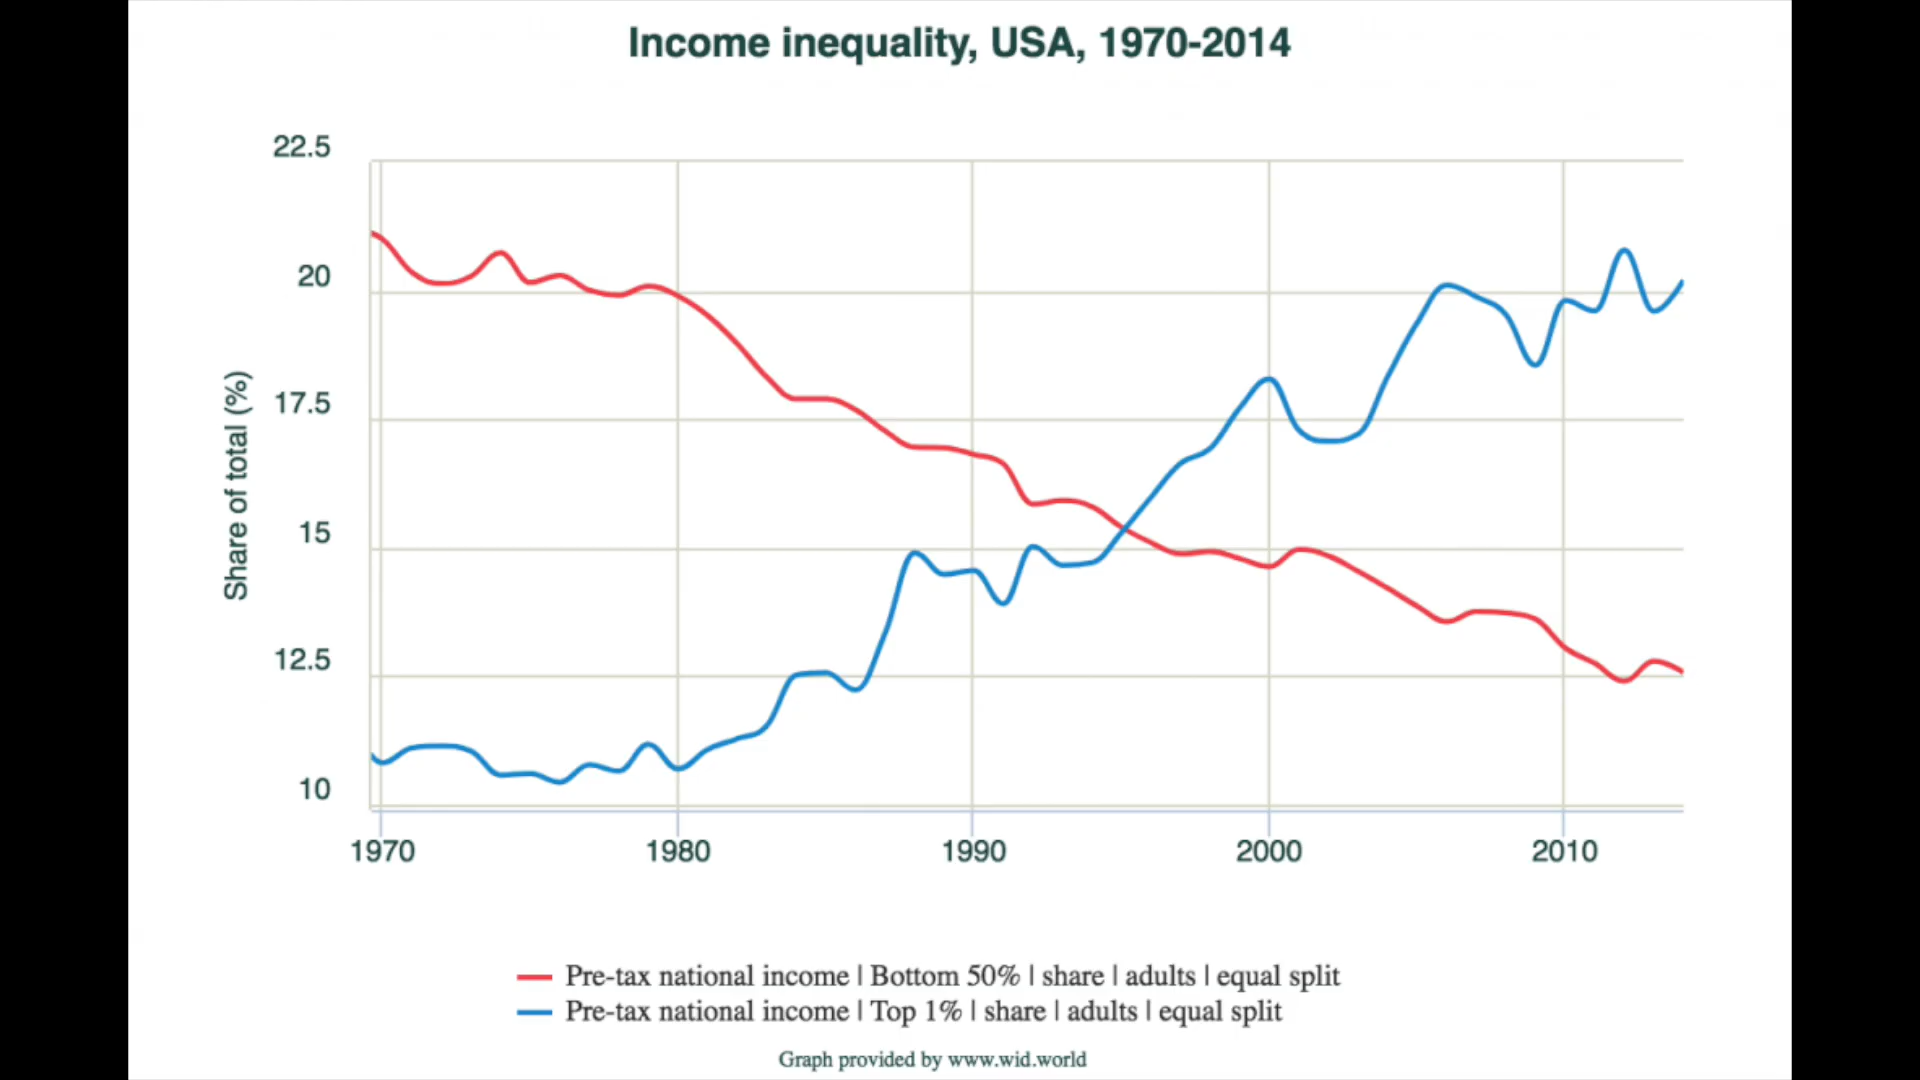 Income inequality, USA, 1970-2014
22.5
20
17.5
15
12.5
10
Share of total (%)
1970 1980 1990 2000 2010
Pre-tax national income | Bottom 50% | share | adults | equal split
Pre-tax national income | Top 1% | share | adults | equal split
Graph provided by www.wid.world